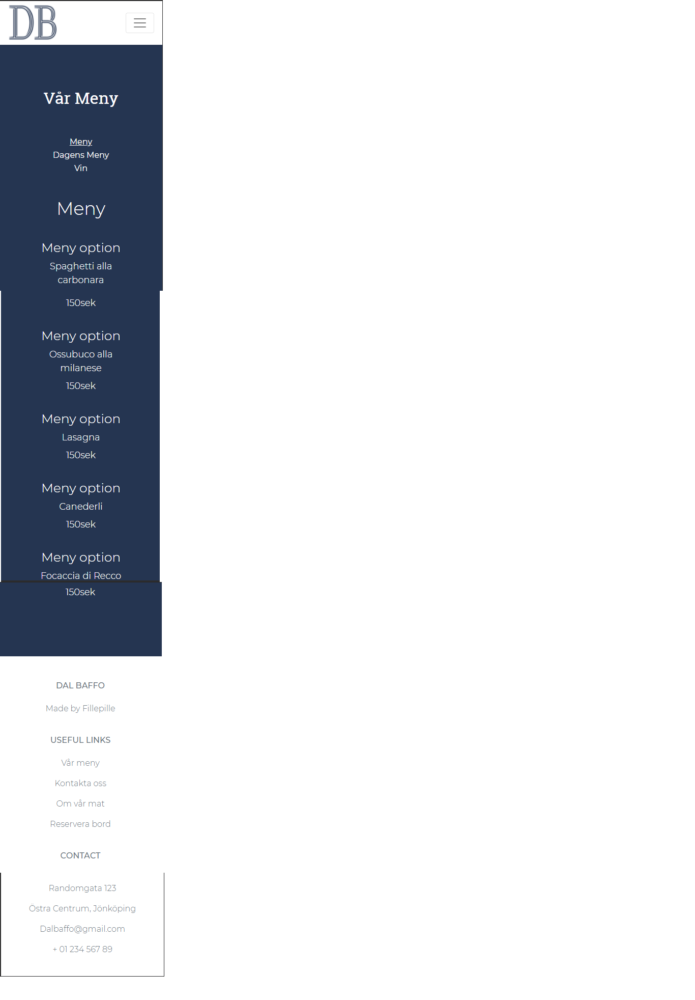 DB
Vår Meny
Meny
Dagens Meny
Vin
Meny
Meny option
Spaghetti alla
carbonara
150sek
Meny option
Ossubuco alla
milanese
150sek
Meny option
Lasagna
150sek
Meny option
Canederli
150sek
Meny option
Focaccia di Recco
150sek
DAL BAFFO
Made by Fillepille
USEFUL LINKS
Vår meny
Kontakta oss
Om vår mat
Reservera bord
CONTACT
Randomgata 123
Östra Centrum, Jönköping
Dalbaffo@gmail.com
+ 01 234 567 89